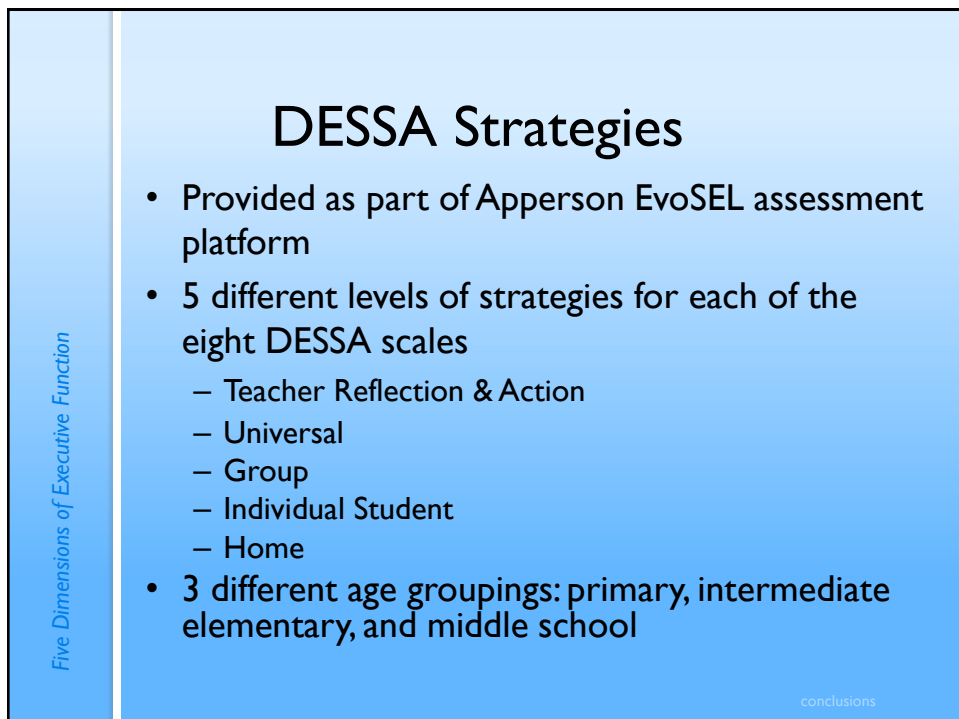 DESSA Strategies
• Provided as part of Apperson EvoSEL assessment
platform
• 5 different levels of strategies for each of the
eight DESSA scales
– Teacher Reflection & Action
– Universal
– Group
– Individual Student
– Home
• 3 different age groupings: primary, intermediate
elementary, and middle school
Five Dimensions of Executive Function
conclusions